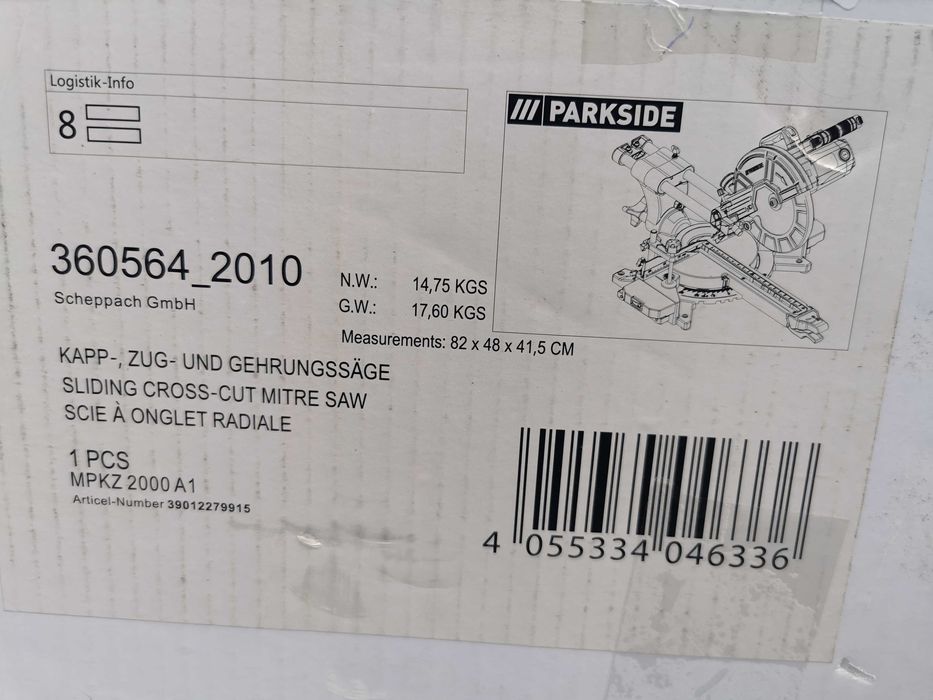 Logistik-Info
8
/// PARKSIDE
360564_2010
Scheppach GmbH
N.W.: 14,75 KGS
G.W.: 17,60 KGS
Measurements: 82 x 48 x 41,5 CM
KAPP-, ZUG- UND GEHRUNGSSÄGE
SLIDING CROSS-CUT MITRE SAW
SCIE À ONGLET RADIALE
1 PCS
MPKZ 2000 A1
Articel-Number 39012279915
4 055334 046336